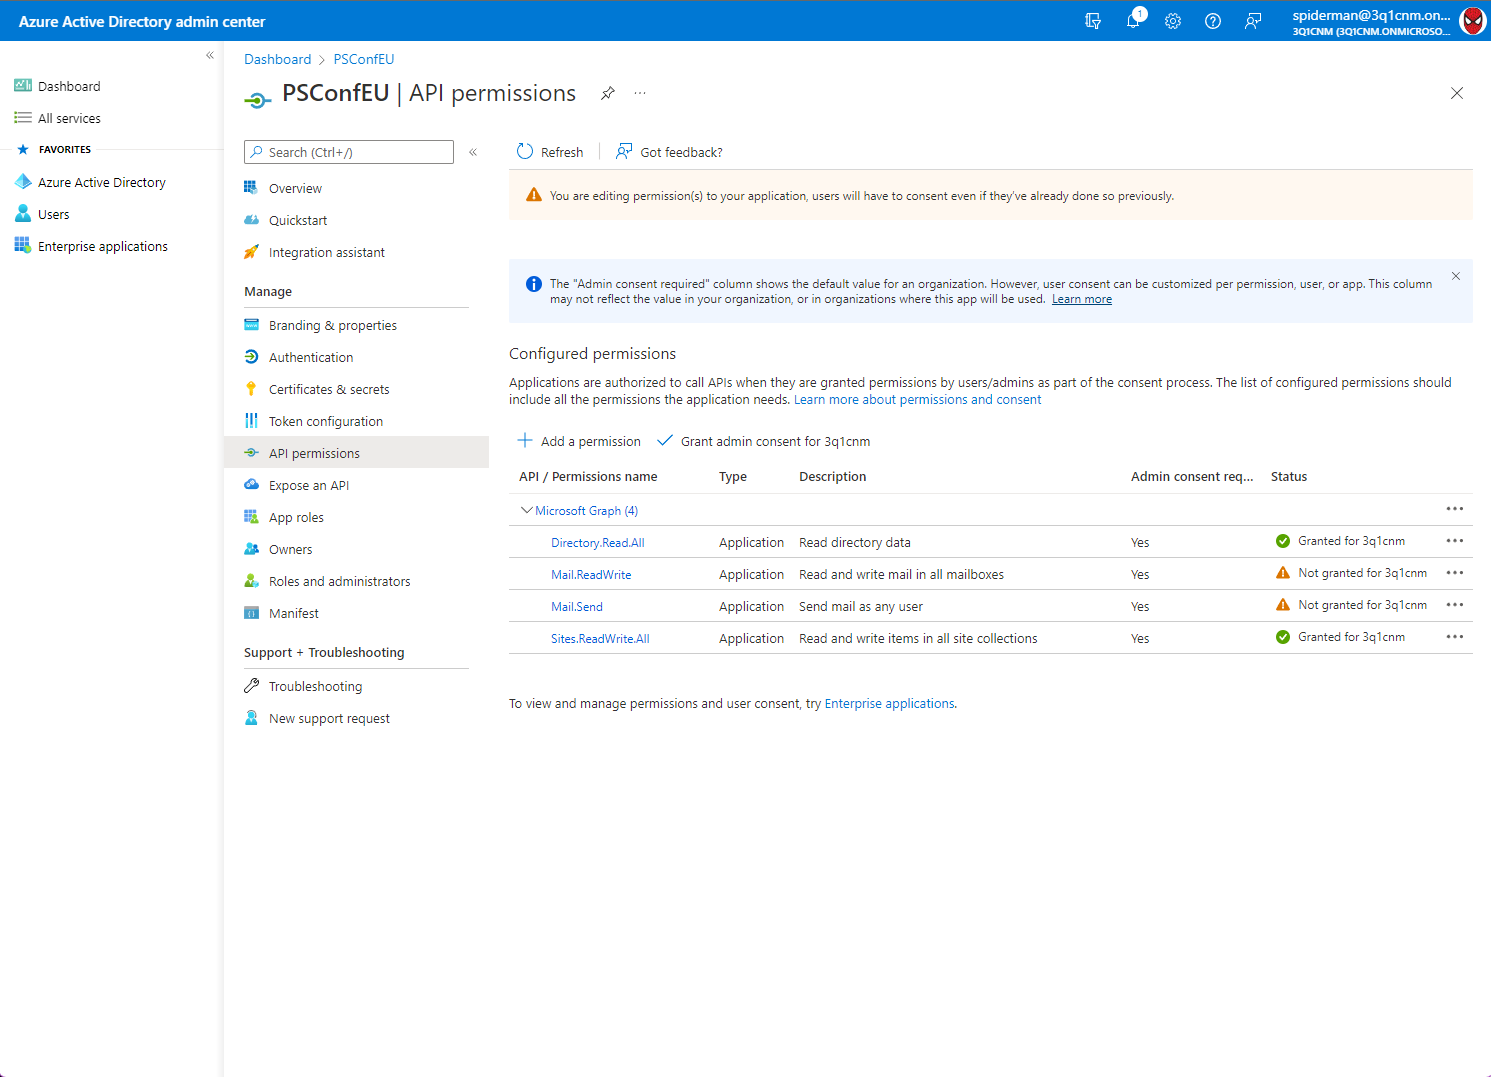 Azure Active Directory admin center
1
spiderman@3q1cnm.on...
3Q1CNM (3Q1CNM.ONMICROSO...
«
Dashboard
All services
FAVORITES
Azure Active Directory
Users
Enterprise applications
Dashboard > PSConfEU
PSConfEU | API permissions
...
Search (Ctrl+/)
«
Overview
Quickstart
Integration assistant
Manage
Branding & properties
Authentication
Certificates & secrets
Token configuration
API permissions
Expose an API
App roles
Owners
Roles and administrators
Manifest
Support + Troubleshooting
Troubleshooting
New support request
Refresh
Got feedback?
You are editing permission(s) to your application, users will have to consent even if they've already done so previously.
The "Admin consent required" column shows the default value for an organization. However, user consent can be customized per permission, user, or app. This column
may not reflect the value in your organization, or in organizations where this app will be used. Learn more
Configured permissions
Applications are authorized to call APIs when they are granted permissions by users/admins as part of the consent process. The list of configured permissions should
include all the permissions the application needs. Learn more about permissions and consent
Add a permission
Grant admin consent for 3q1cnm
API / Permissions name Type Description Admin consent req... Status
Microsoft Graph (4) ...
Directory.Read.All Application Read directory data Yes Granted for 3q1cnm ...
Mail.ReadWrite Application Read and write mail in all mailboxes Yes Not granted for 3q1cnm ...
Mail.Send Application Send mail as any user Yes Not granted for 3q1cnm ...
Sites.ReadWrite.All Application Read and write items in all site collections Yes Granted for 3q1cnm ...
To view and manage permissions and user consent, try Enterprise applications.